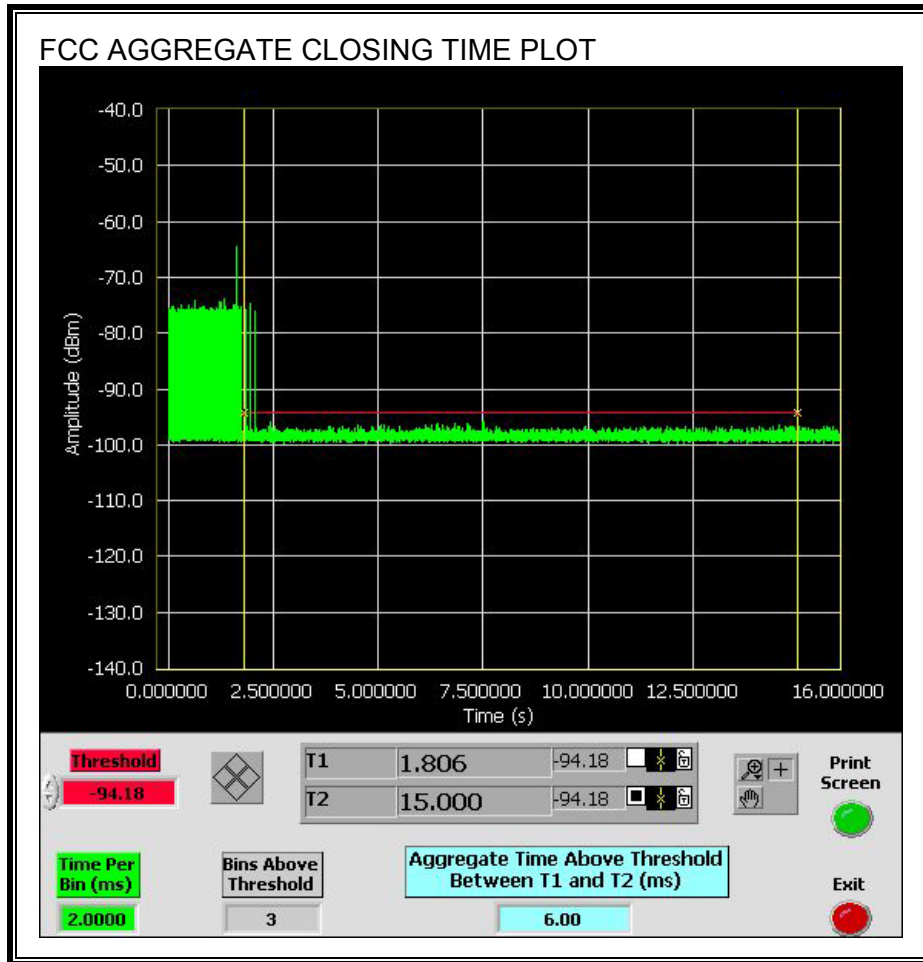 FCC AGGREGATE CLOSING TIME PLOT
-40.0
-50.0
-60.0
-70.0
-80.0
-90.0
-100.0
-110.0
-120.0
-130.0
-140.0
Amplitude (dBm)
0.000000 2.500000 5.000000 7.500000 10.000000 12.500000 16.000000
Time (s)
Threshold
-94.18
T1 1.806 -94.18
T2 15.000 -94.18
Print
Screen
Time Per
Bin (ms)
2.0000
Bins Above
Threshold
3
Aggregate Time Above Threshold
Between T1 and T2 (ms)
6.00
Exit